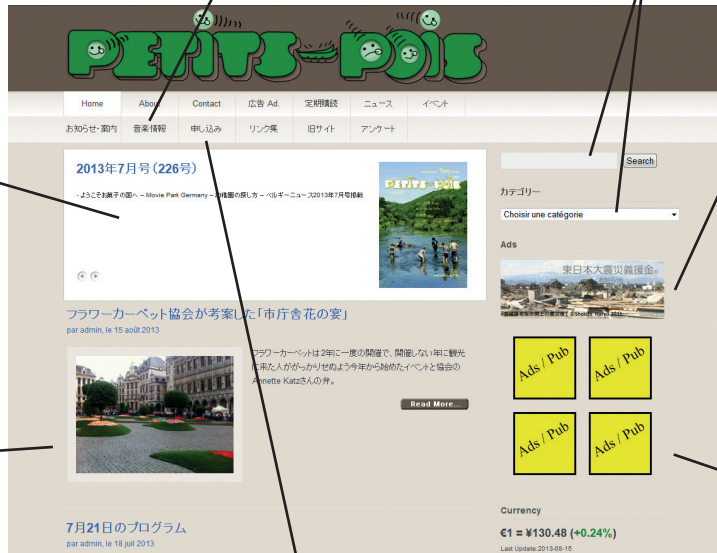 PETITS-POIS
Home About Contact 広告 Ad. 定期購読 ニュース イベント
お知らせ・案内 音楽情報 申し込み リンク集 旧サイト アンケート
2013年7月号(226号)
- ようこそお菓子の国へ – Movie Park Germany – 幼稚園の探し方 – ベルギーニュース2013年7月号掲載
PETITS-POIS
フラワーカーペット協会が考案した「市庁舎花の宴」
par admin, le 15 août 2013
フラワーカーペットは2年に一度の開催で、開催しない年に観光
に来た人ががっかりせぬよう今年から始めたイベントと協会の
Annette Katzさんの弁。
Read More...
7月21日のプログラム
par admin, le 18 juil 2013
Search
カテゴリー
Choisir une catégorie
Ads
東日本大震災義援金
Ads / Pub
Ads / Pub
Ads / Pub
Ads / Pub
Currency
€1 = ¥130.48 (+0.24%)
Last Update:2013-08-15